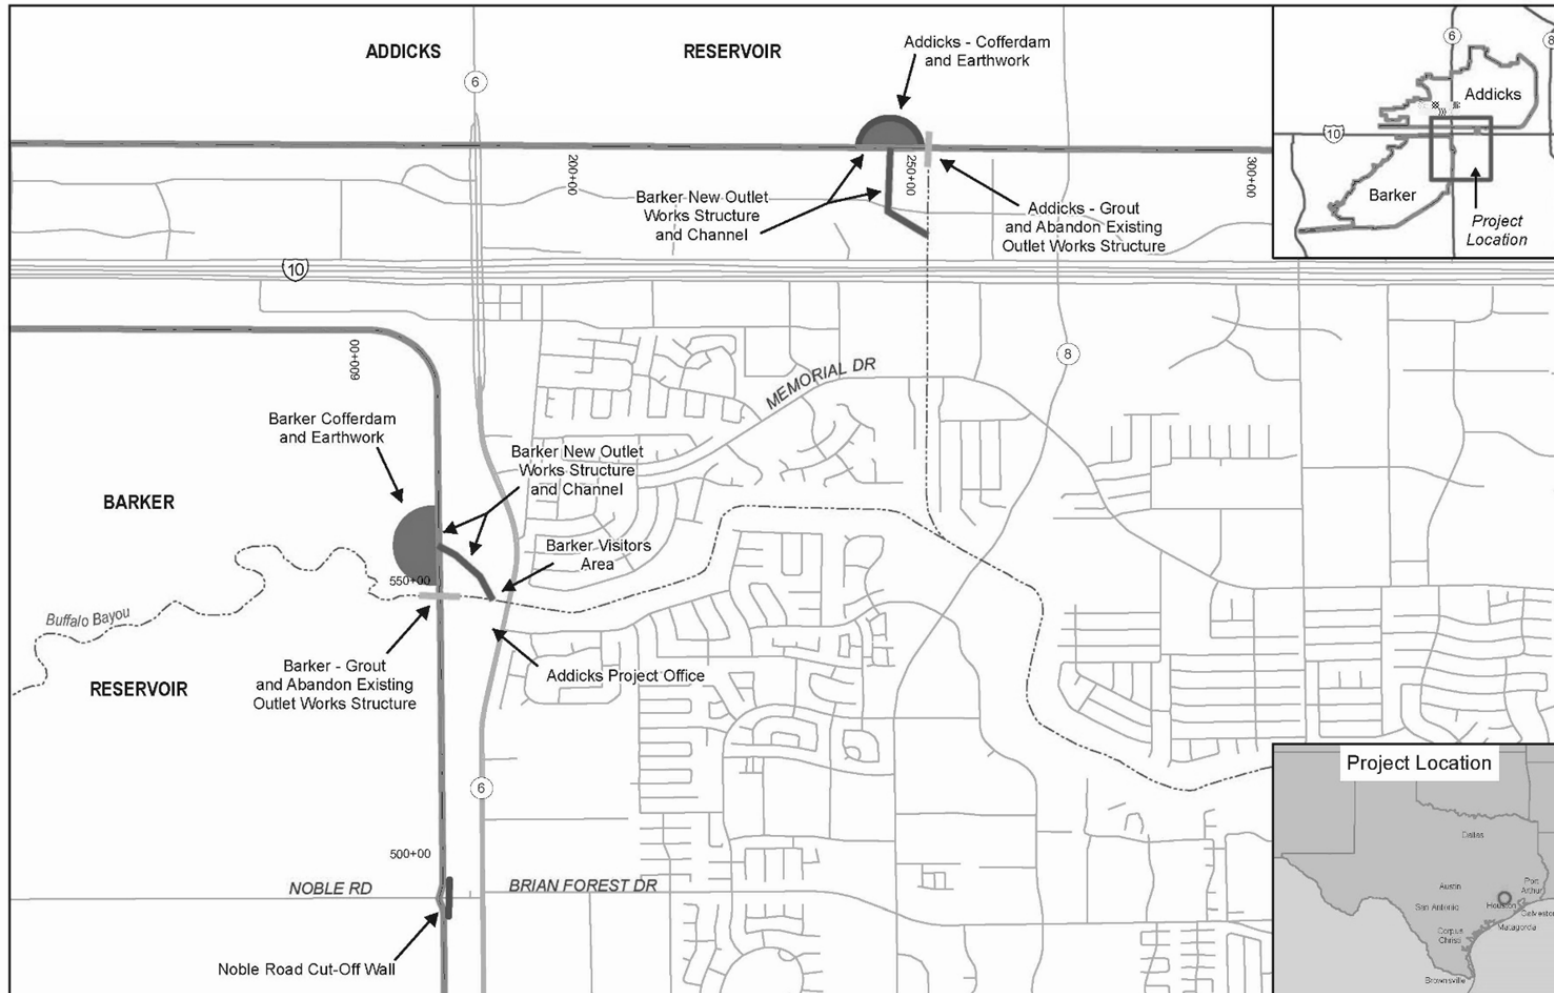 ADDICKS RESERVOIR
6
Addicks - Cofferdam
and Earthwork
200+00
250+00
300+00
Barker New Outlet
Works Structure
and Channel
Addicks - Grout
and Abandon Existing
Outlet Works Structure
10
8
600+00
MEMORIAL DR
Barker Cofferdam
and Earthwork
Barker New Outlet
Works Structure
and Channel
BARKER
Barker Visitors
Area
550+00
Buffalo Bayou
Barker - Grout
and Abandon Existing
Outlet Works Structure
RESERVOIR
Addicks Project Office
6
500+00
NOBLE RD
BRIAN FOREST DR
Noble Road Cut-Off Wall
6
8
Addicks
10
Barker
Project
Location
Project Location
Dallas
Austin
Port
Arthur
San Antonio
Houston
Galveston
Matagorda
Corpus
Christi
Brownsville